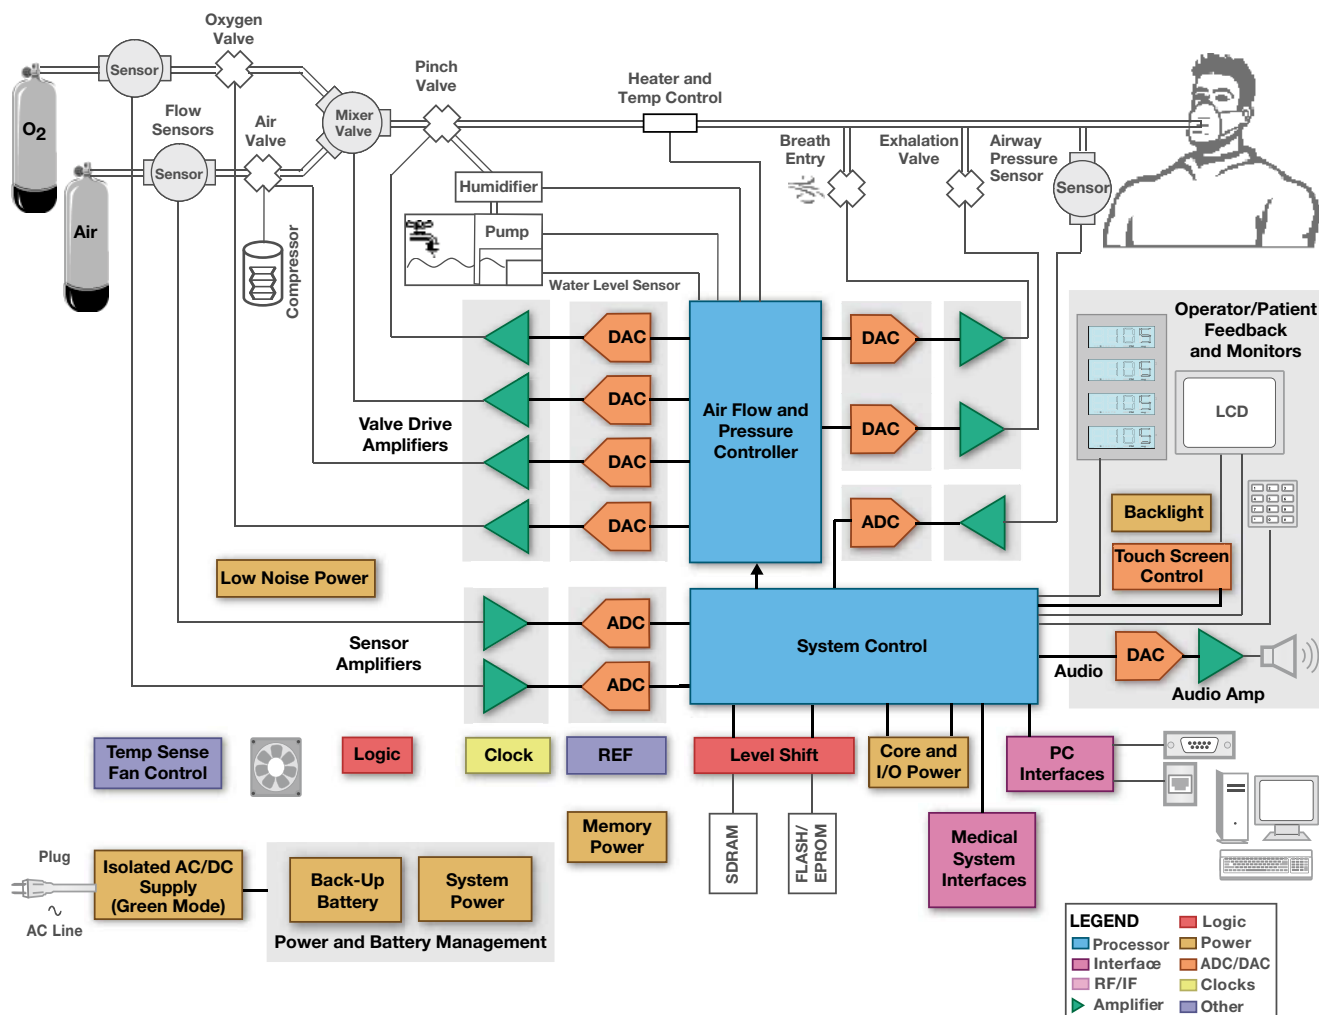 Oxygen
Valve
Sensor
O2
Flow
Sensors
Air
Valve
Sensor
Air
Mixer
Valve
Pinch
Valve
Heater and
Temp Control
Breath
Entry
Exhalation
Valve
Airway
Pressure
Sensor
Sensor
Humidifier
Pump
Water Level Sensor
Compressor
DAC
DAC
DAC
DAC
Valve Drive
Amplifiers
Air Flow and
Pressure
Controller
DAC
DAC
ADC
Operator/Patient
Feedback
and Monitors
105
105
105
105
LCD
Backlight
Touch Screen
Control
Low Noise Power
Sensor
Amplifiers
ADC
ADC
System Control
Audio
DAC
Audio Amp
Temp Sense
Fan Control
Logic
Clock
REF
Level Shift
Core and
I/O Power
PC
Interfaces
Memory
Power
SDRAM
FLASH/
EPROM
Medical
System
Interfaces
Plug
AC Line
Isolated AC/DC
Supply
(Green Mode)
Back-Up
Battery
System
Power
Power and Battery Management
LEGEND
Processor
Interface
RF/IF
Amplifier
Logic
Power
ADC/DAC
Clocks
Other